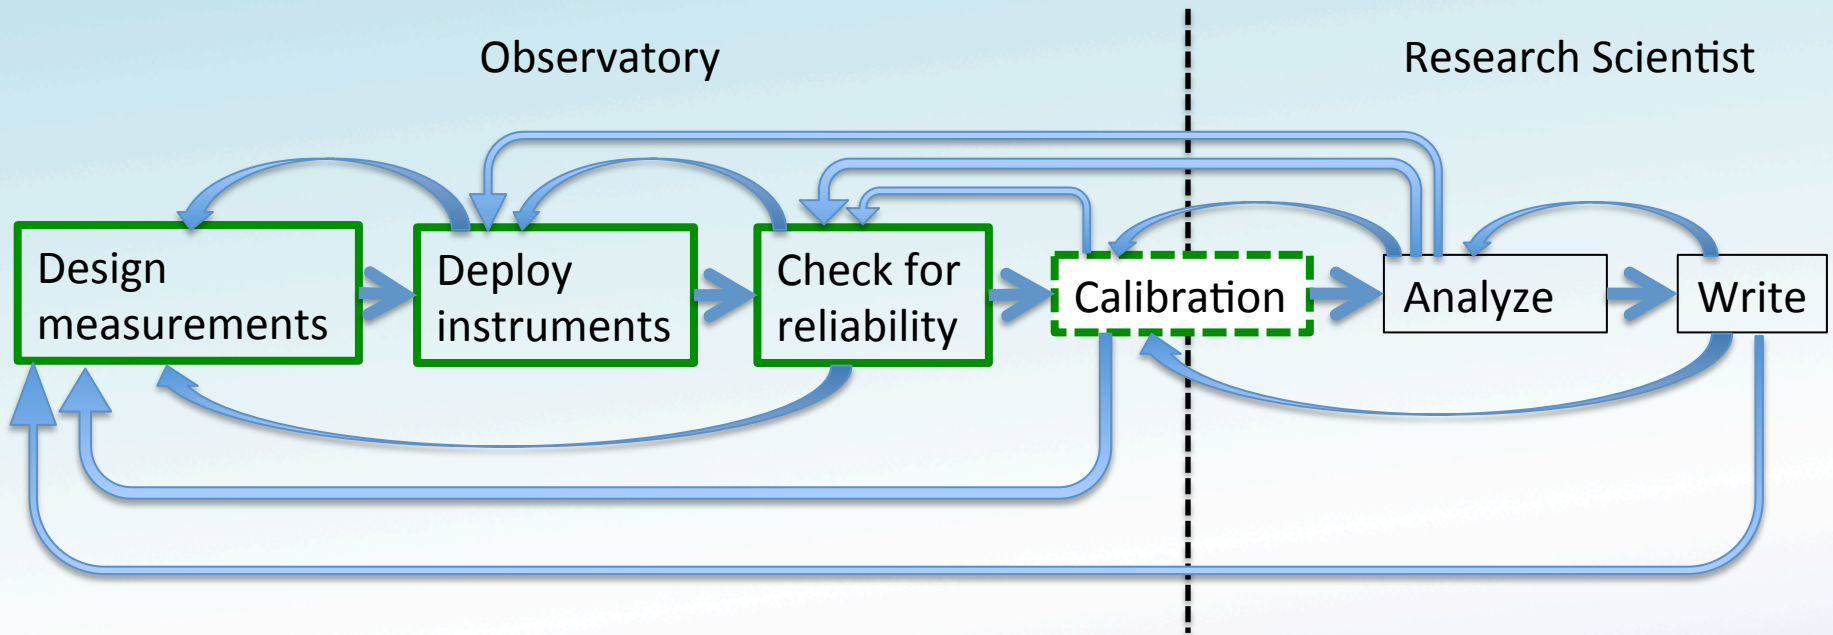 Observatory
Research Scientist
Design
measurements
Deploy
instruments
Check for
reliability
Calibration
Analyze
Write